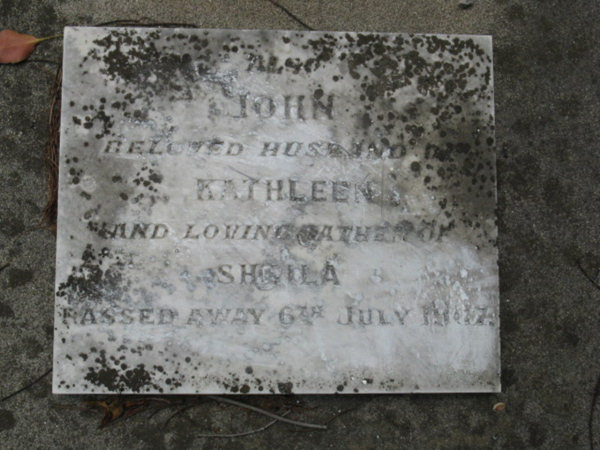 ALSO
JOHN
BELOVED HUSBAND OF
KATHLEEN
AND LOVING FATHER OF
SHEILA
PASSED AWAY 6TH JULY